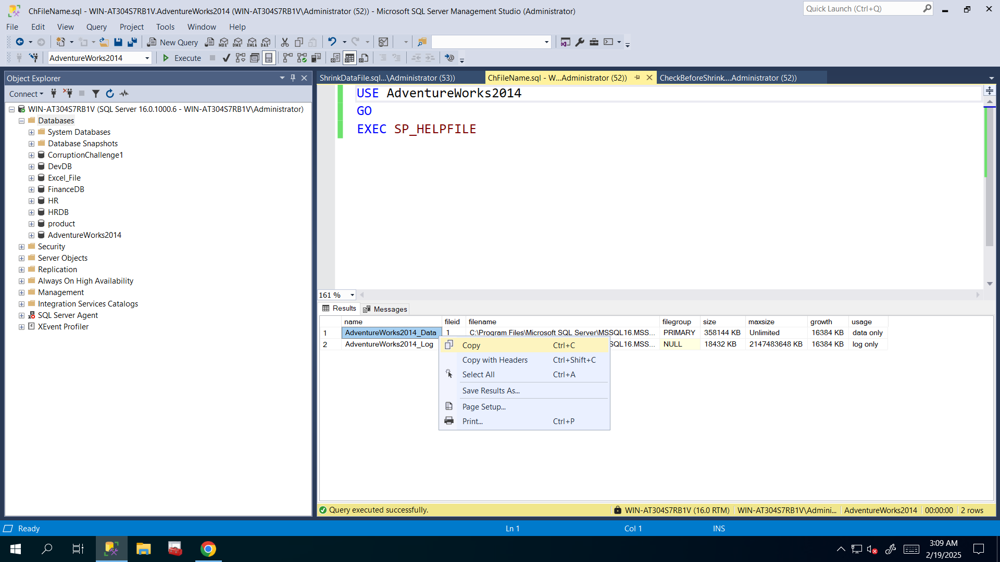 ChFileName.sql - WIN-AT304S7RB1V.AdventureWorks2014 (WIN-AT304S7RB1V\Administrator (52)) - Microsoft SQL Server Management Studio (Administrator)
Quick Launch (Ctrl+Q)
File Edit View Query Project Tools Window Help
New Query MDX DMX XMLA DAX
AdventureWorks2014 Execute
Object Explorer
ShrinkDataFile.sql...\Administrator (53)) ChFileName.sql - W...Administrator (52)) CheckBeforeShrink....Administrator (52))
Connect
WIN-AT304S7RB1V (SQL Server 16.0.1000.6 - WIN-AT304S7RB1V\Administrator)
Databases
System Databases
Database Snapshots
CorruptionChallenge1
DevDB
Excel_File
FinanceDB
HR
HRDB
product
AdventureWorks2014
Security
Server Objects
Replication
Always On High Availability
Management
Integration Services Catalogs
SQL Server Agent
XEvent Profiler
USE AdventureWorks2014
GO
EXEC SP_HELPFILE
161 %
Results Messages
name fileid filename filegroup size maxsize growth usage
1 AdventureWorks2014_Data 1 C:\Program Files\Microsoft SQL Server\MSSQL16.MSS... PRIMARY 358144 KB Unlimited 16384 KB data only
2 AdventureWorks2014_Log SQL16.MSS... NULL 18432 KB 2147483648 KB 16384 KB log only
Copy Ctrl+C
Copy with Headers Ctrl+Shift+C
Select All Ctrl+A
Save Results As...
Page Setup...
Print... Ctrl+P
Query executed successfully. WIN-AT304S7RB1V (16.0 RTM) WIN-AT304S7RB1V\Admini... AdventureWorks2014 00:00:00 2 rows
Ready Ln 1 Col 1 INS
3:09 AM
2/19/2025